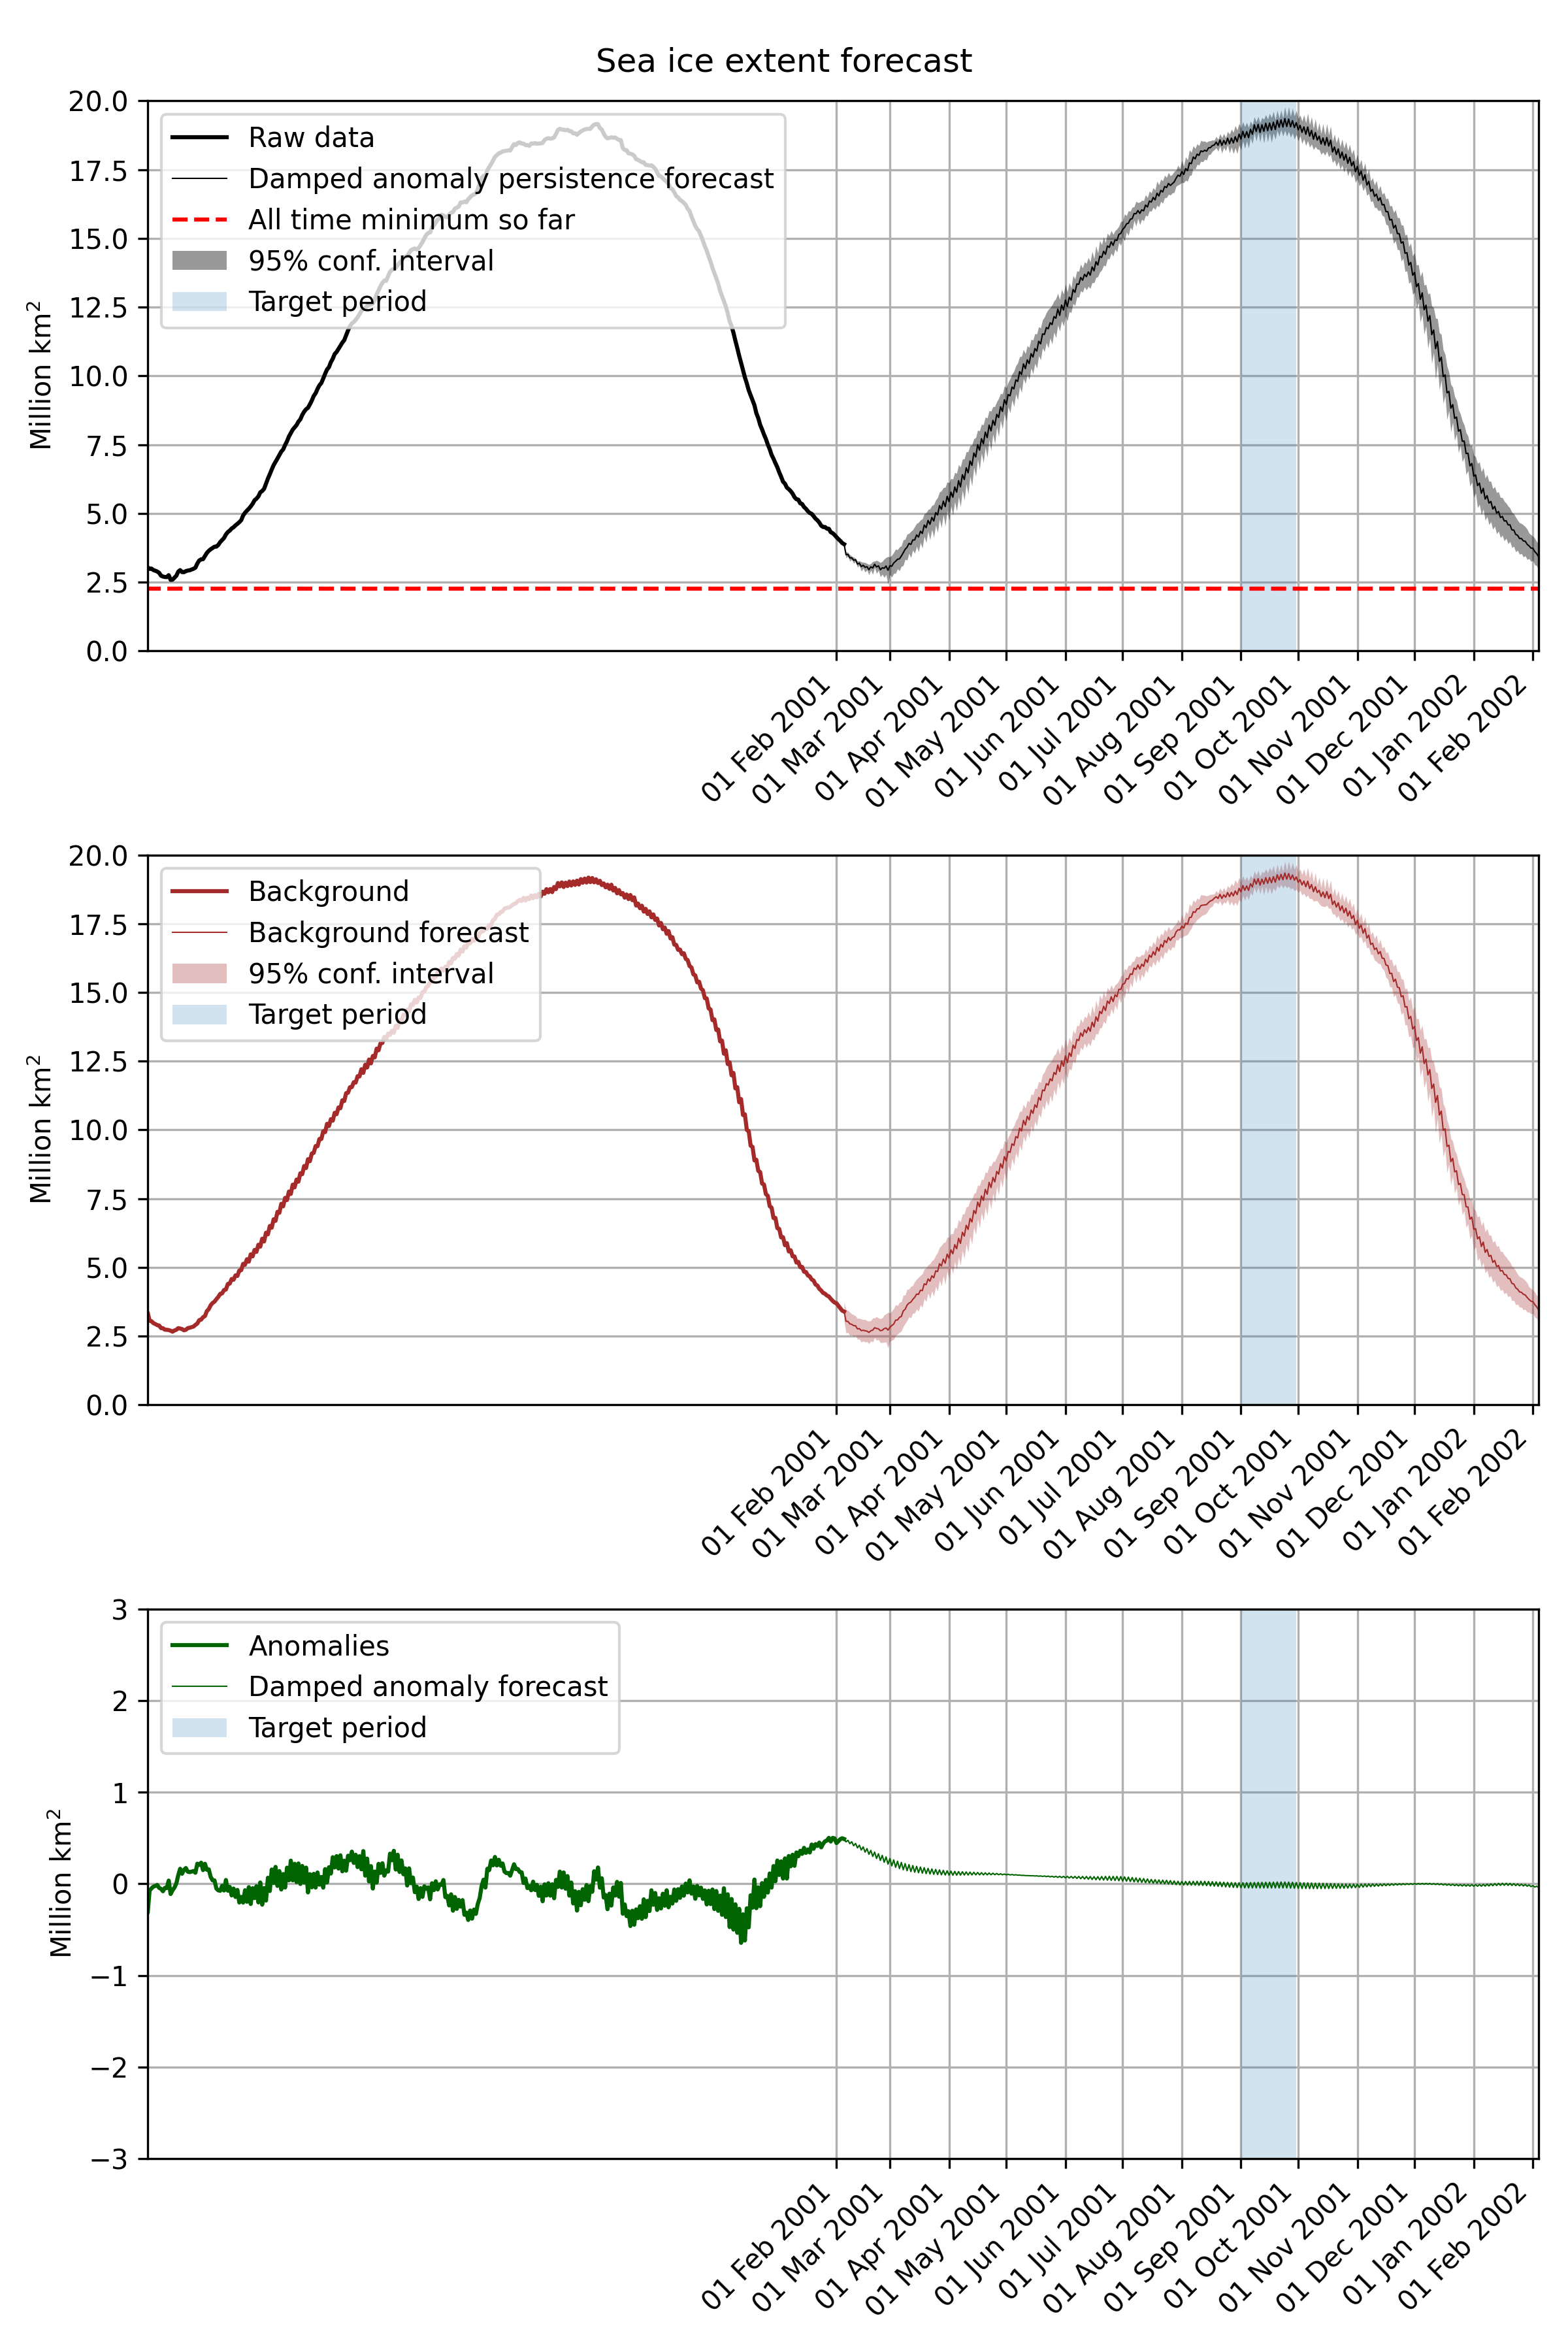 Sea ice extent forecast
20.0
17.5
15.0
12.5
10.0
7.5
5.0
2.5
0.0
Million km²
Raw data
Damped anomaly persistence forecast
All time minimum so far
95% conf. interval
Target period
01 Feb 2001
01 Mar 2001
01 Apr 2001
01 May 2001
01 Jun 2001
01 Jul 2001
01 Aug 2001
01 Sep 2001
01 Oct 2001
01 Nov 2001
01 Dec 2001
01 Jan 2002
01 Feb 2002
20.0
17.5
15.0
12.5
10.0
7.5
5.0
2.5
0.0
Million km²
Background
Background forecast
95% conf. interval
Target period
01 Feb 2001
01 Mar 2001
01 Apr 2001
01 May 2001
01 Jun 2001
01 Jul 2001
01 Aug 2001
01 Sep 2001
01 Oct 2001
01 Nov 2001
01 Dec 2001
01 Jan 2002
01 Feb 2002
3
2
1
0
−1
−2
−3
Million km²
Anomalies
Damped anomaly forecast
Target period
01 Feb 2001
01 Mar 2001
01 Apr 2001
01 May 2001
01 Jun 2001
01 Jul 2001
01 Aug 2001
01 Sep 2001
01 Oct 2001
01 Nov 2001
01 Dec 2001
01 Jan 2002
01 Feb 2002